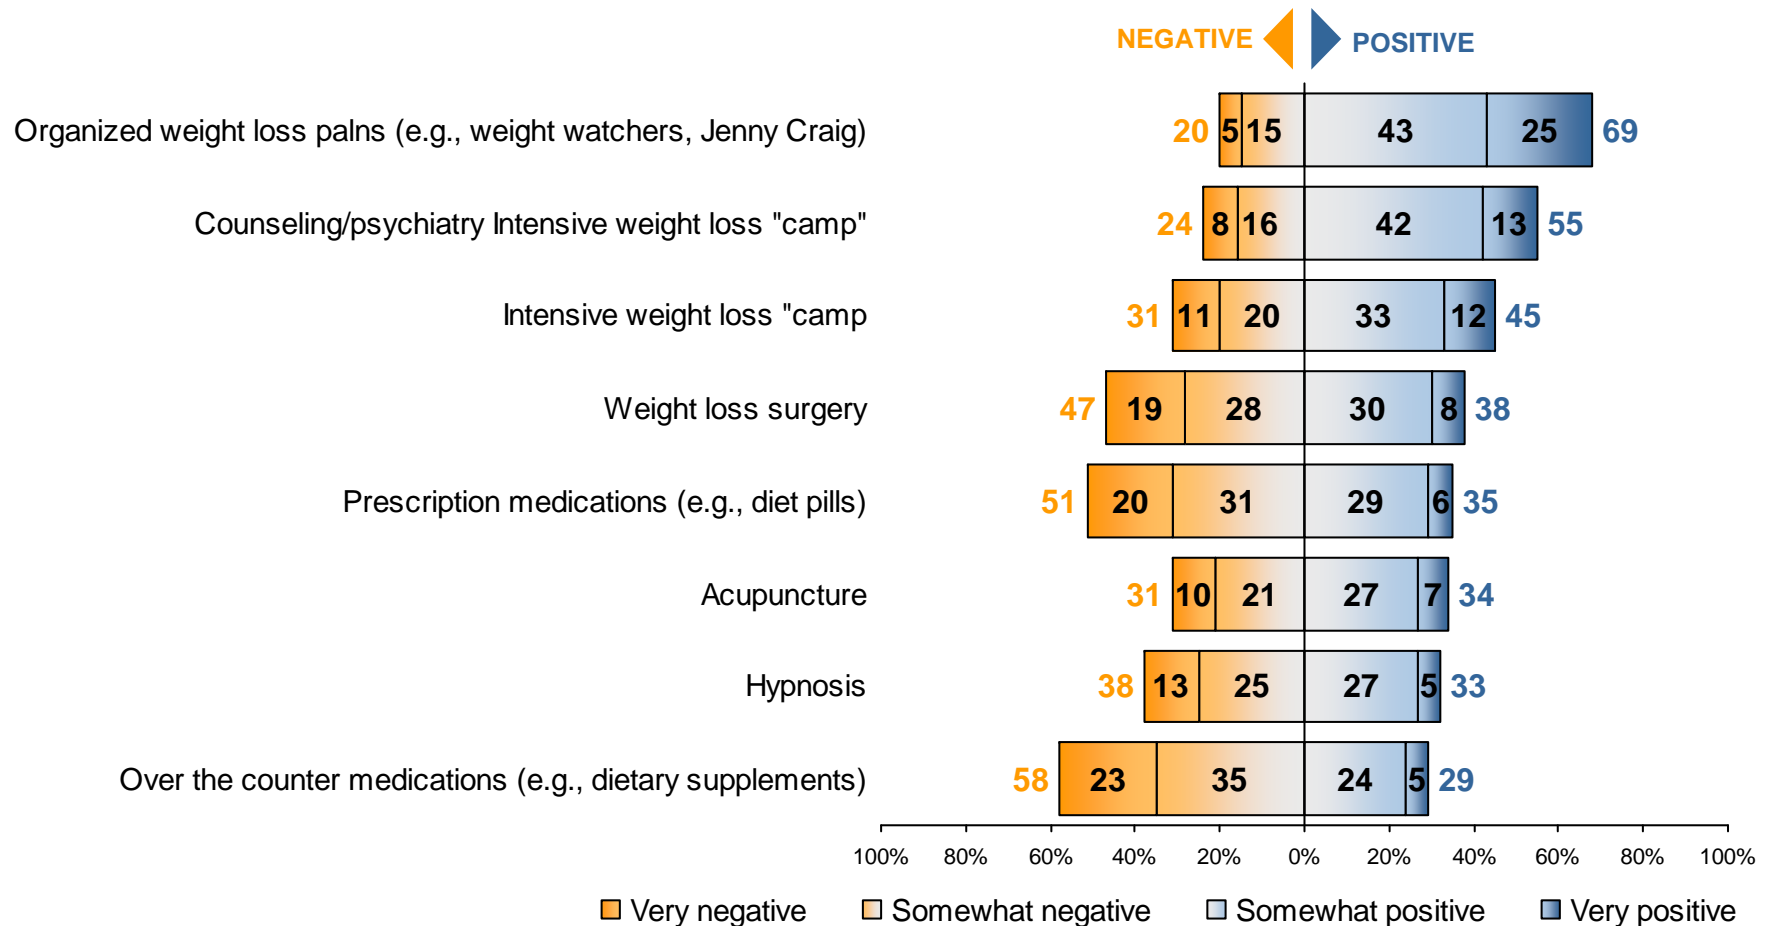 NEGATIVE POSITIVE
Organized weight loss palns (e.g., weight watchers, Jenny Craig) 20 5 15 43 25 69
Counseling/psychiatry Intensive weight loss "camp" 24 8 16 42 13 55
Intensive weight loss "camp 31 11 20 33 12 45
Weight loss surgery 47 19 28 30 8 38
Prescription medications (e.g., diet pills) 51 20 31 29 6 35
Acupuncture 31 10 21 27 7 34
Hypnosis 38 13 25 27 5 33
Over the counter medications (e.g., dietary supplements) 58 23 35 24 5 29
100% 80% 60% 40% 20% 0% 20% 40% 60% 80% 100%
Very negative Somewhat negative Somewhat positive Very positive